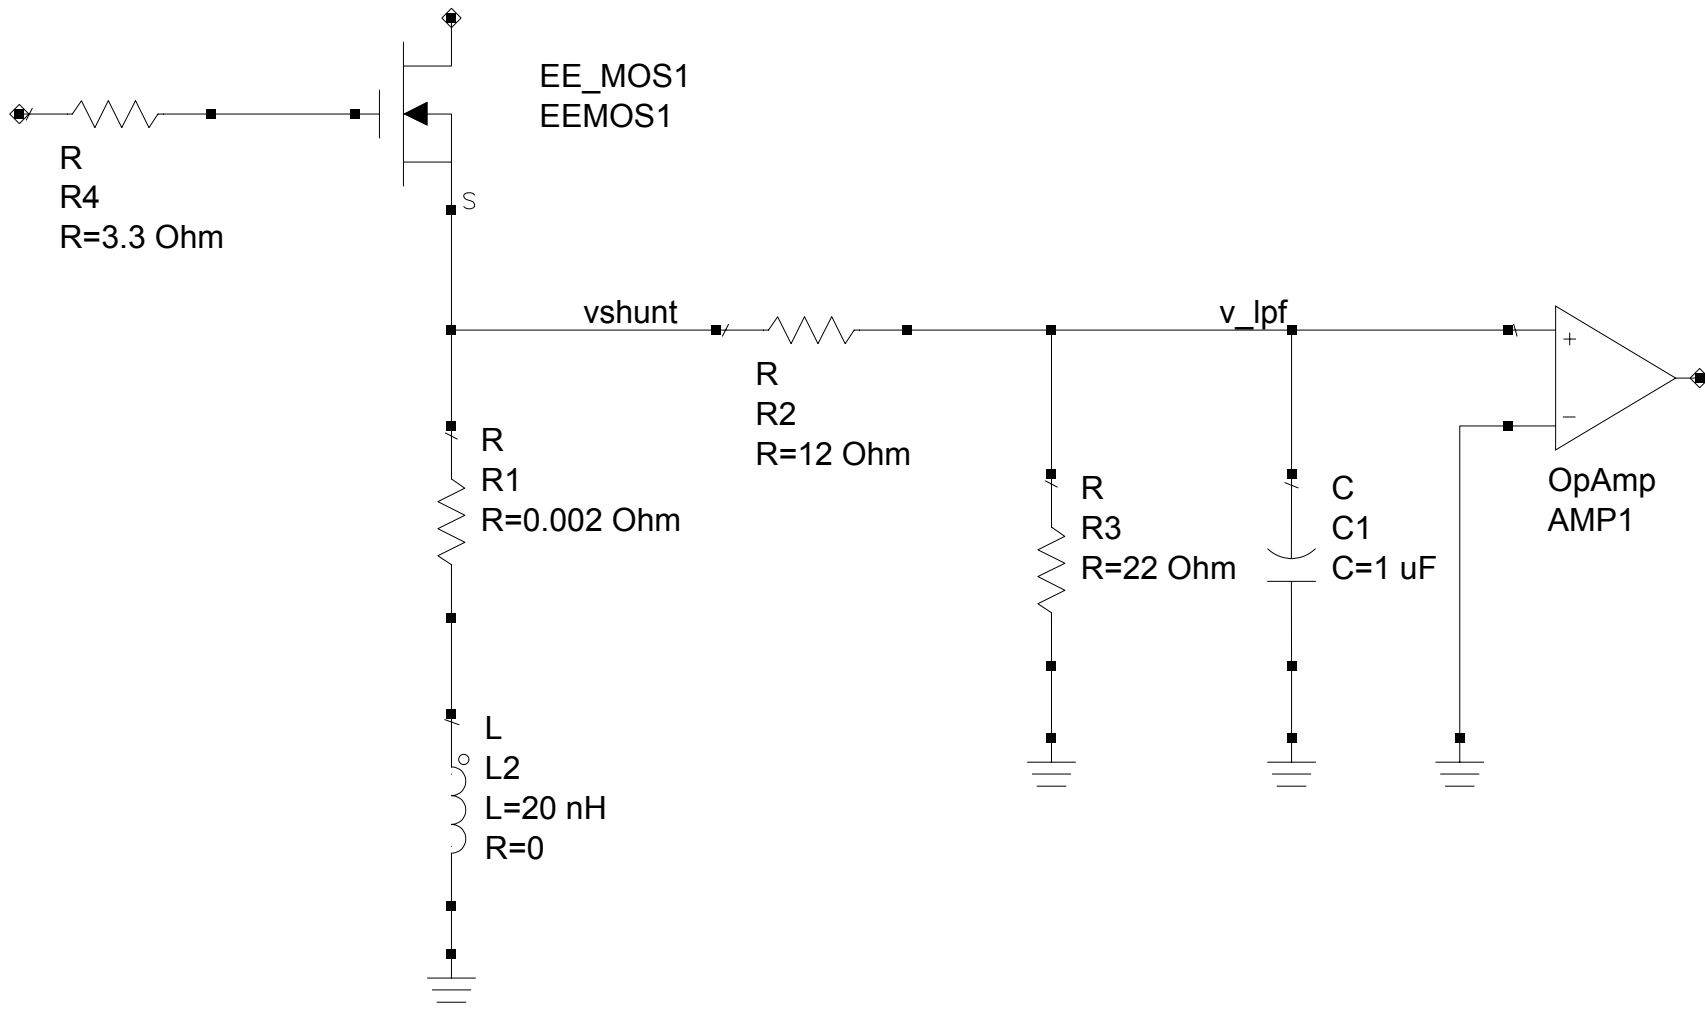 EE_MOS1
EEMOS1
R
R4
R=3.3 Ohm
S
vshunt
v_lpf
R
R2
R=12 Ohm
R
R1
R=0.002 Ohm
R
R3
R=22 Ohm
C
C1
C=1 uF
+
−
OpAmp
AMP1
L
L2
L=20 nH
R=0